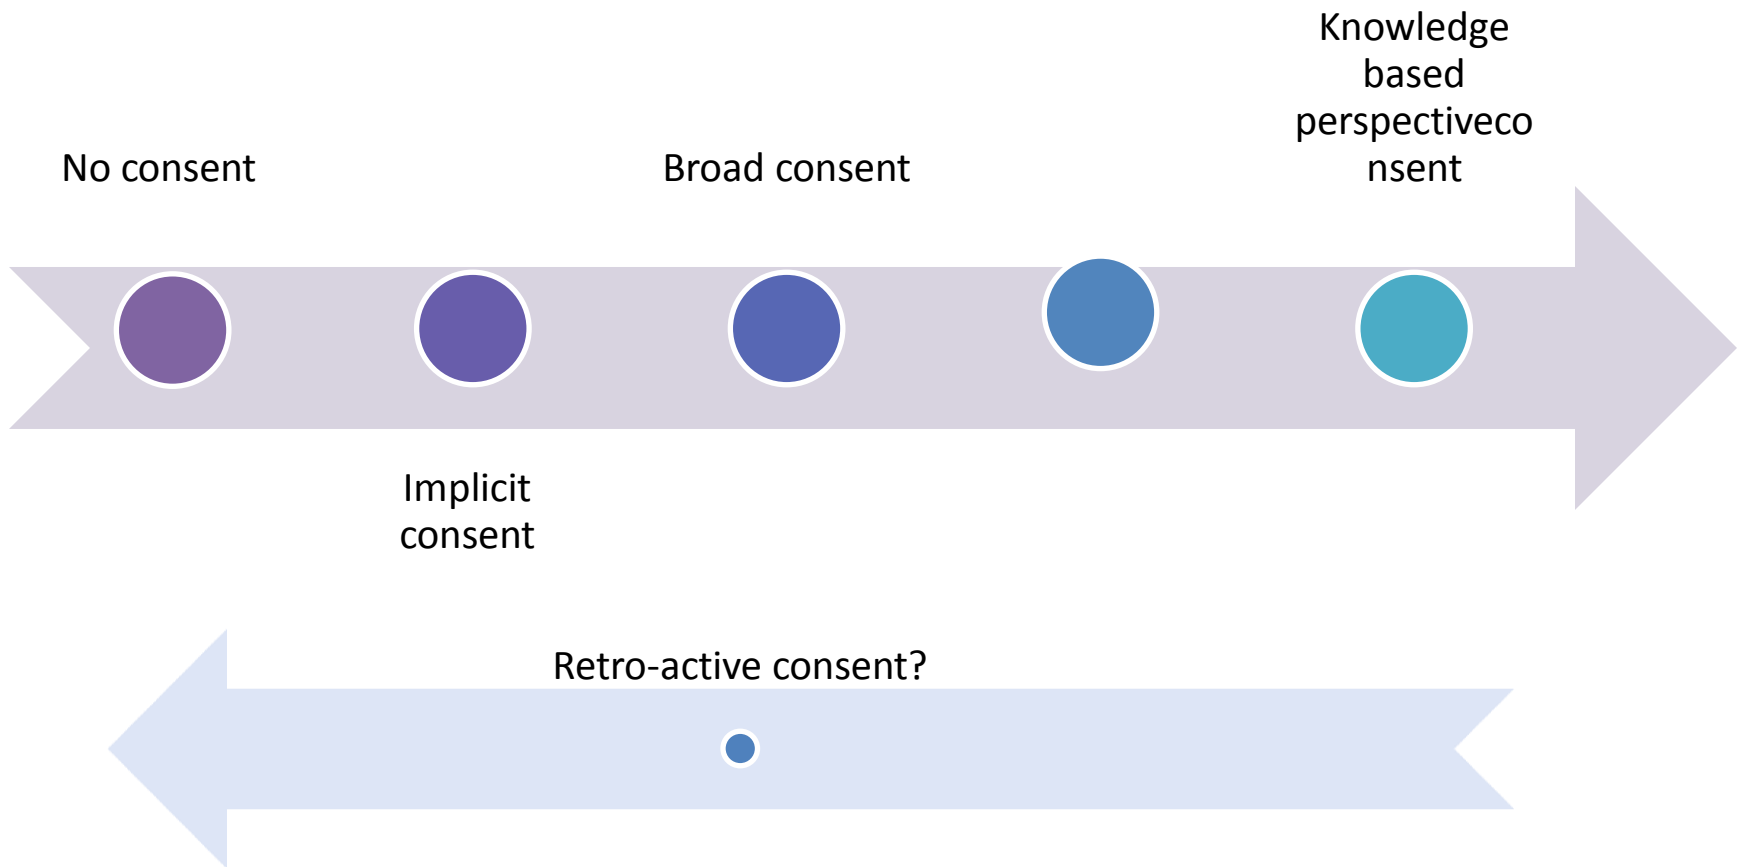 No consent
Broad consent
Knowledge
based
perspectiveco
nsent
Implicit
consent
Retro-active consent?